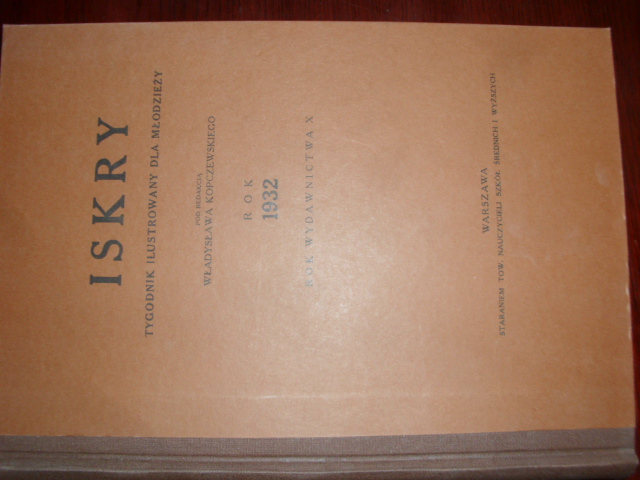 ISKRY
TYGODNIK ILUSTROWANY DLA MŁODZIEŻY
POD REDAKCJĄ
WŁADYSŁAWA KOPCZEWSKIEGO
ROK
1932
ROK WYDAWNICTWA X
WARSZAWA
STARANIEM TOW. NAUCZYCIELI SZKÓŁ ŚREDNICH I WYŻSZYCH